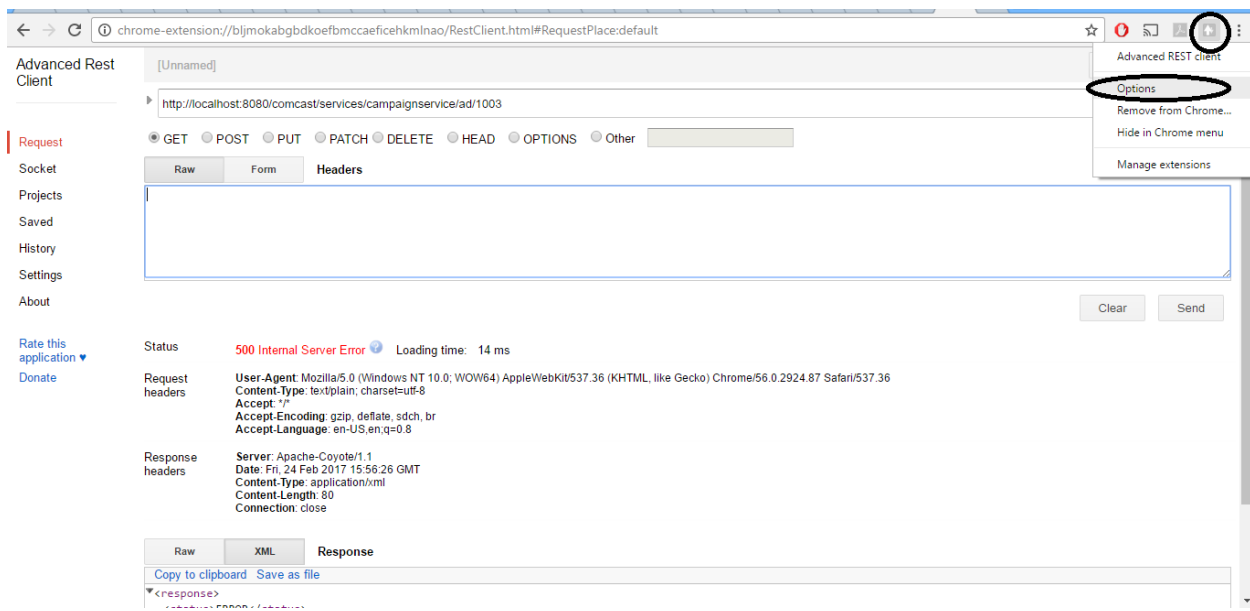 chrome-extension://bljmokabgbdkoefbmccaeficehkmlnao/RestClient.html#RequestPlace:default
Advanced REST client
Options
Remove from Chrome...
Hide in Chrome menu
Manage extensions
Advanced Rest
Client
[Unnamed]
http://localhost:8080/comcast/services/campaignservice/ad/1003
GET POST PUT PATCH DELETE HEAD OPTIONS Other
Request
Socket
Projects
Saved
History
Settings
About
Rate this
application ♥
Donate
Raw Form Headers
Clear Send
Status 500 Internal Server Error Loading time: 14 ms
Request
headers
User-Agent: Mozilla/5.0 (Windows NT 10.0; WOW64) AppleWebKit/537.36 (KHTML, like Gecko) Chrome/56.0.2924.87 Safari/537.36
Content-Type: text/plain; charset=utf-8
Accept: */*
Accept-Encoding: gzip, deflate, sdch, br
Accept-Language: en-US,en;q=0.8
Response
headers
Server: Apache-Coyote/1.1
Date: Fri, 24 Feb 2017 15:56:26 GMT
Content-Type: application/xml
Content-Length: 80
Connection: close
Raw XML Response
Copy to clipboard Save as file
<response>
<status>ERROR</status>